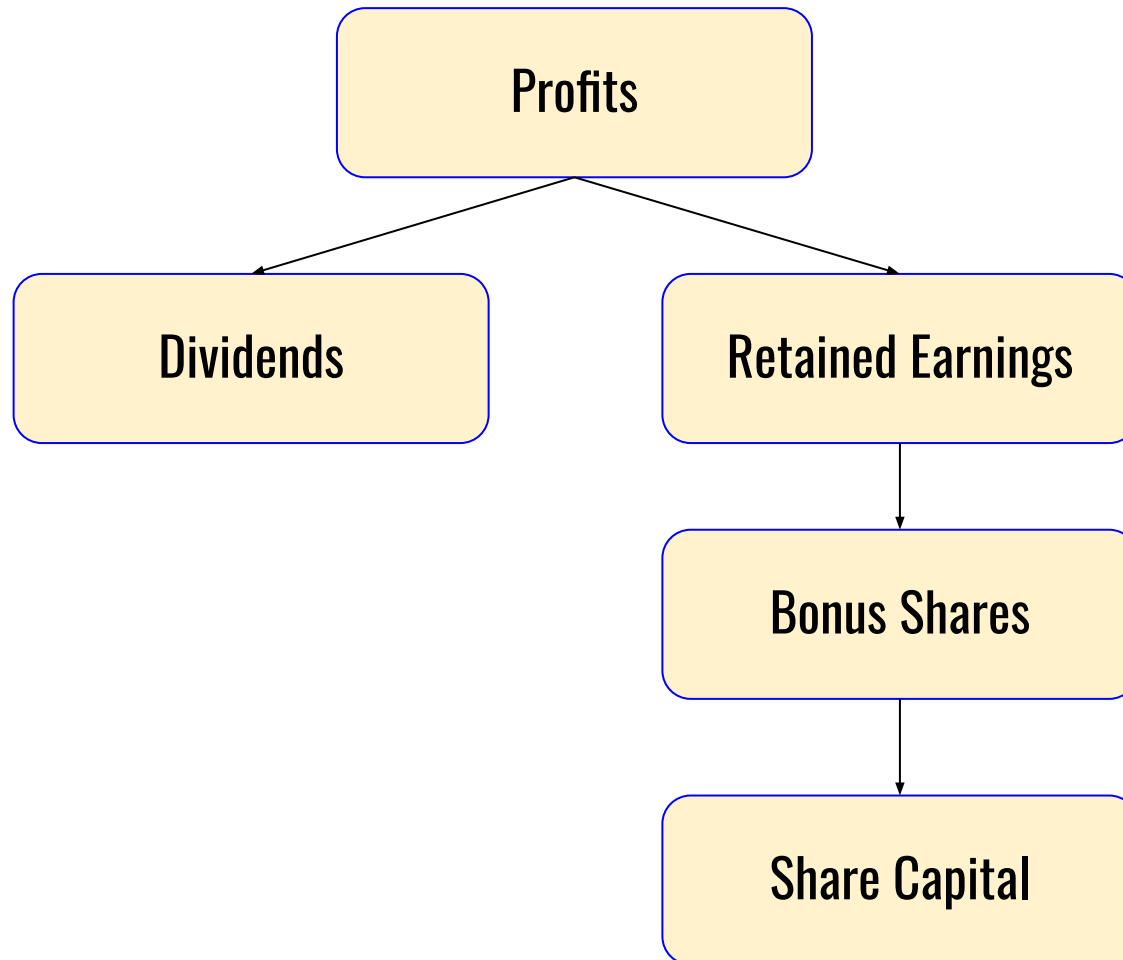 Profits
Dividends
Retained Earnings
Bonus Shares
Share Capital